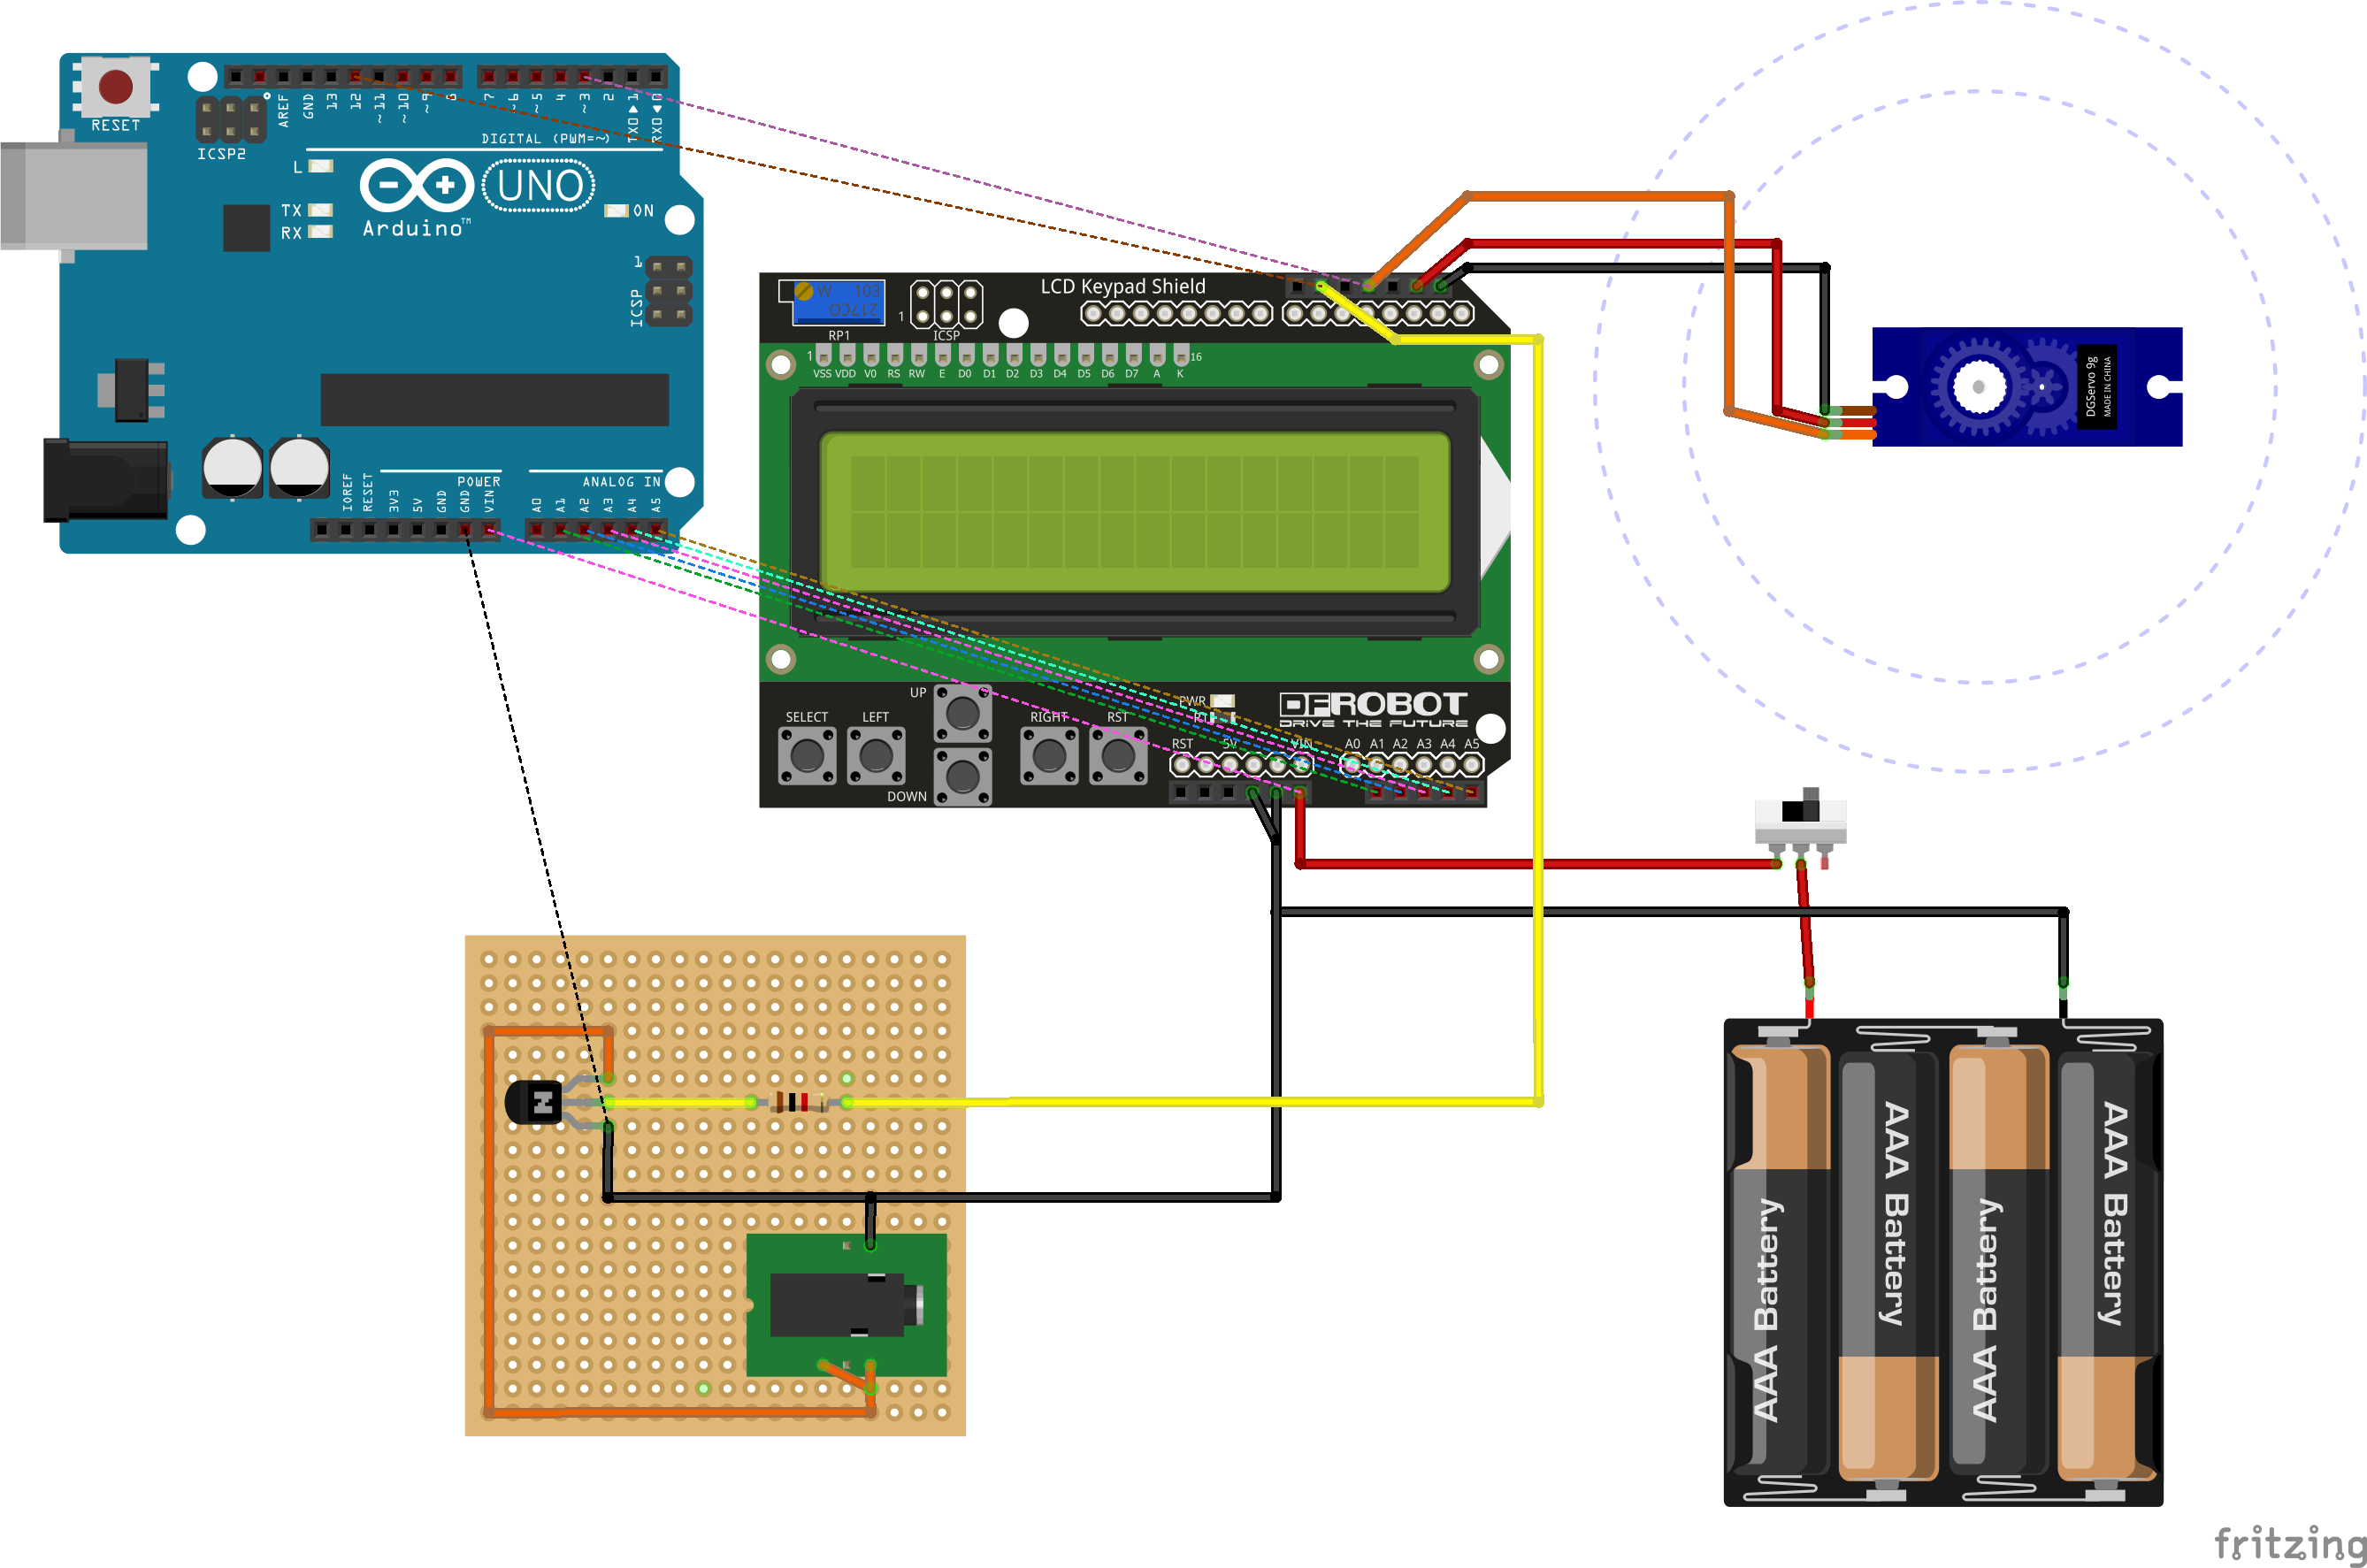 RESET
ICSP2
AREF
GND
13
12
~11
~10
~9
8
7
~6
~5
4
~3
2
TX0 1
RX0 0
DIGITAL (PWM=~)
L
TX
RX
UNO
Arduino™
ON
1
ICSP
IOREF
RESET
3V3
5V
GND
GND
VIN
POWER
ANALOG IN
A0
A1
A2
A3
A4
A5
W 103
217C0
RP1
1
ICSP
LCD Keypad Shield
1
VSS VDD V0 RS RW E D0 D1 D2 D3 D4 D5 D6 D7 A K
16
SELECT
LEFT
UP
DOWN
RIGHT
RST
PWR
DFROBOT
DRIVE THE FUTURE
RST 5V VIN
A0 A1 A2 A3 A4 A5
DGServo 9g
MADE IN CHINA
AAA Battery
AAA Battery
AAA Battery
AAA Battery
fritzing